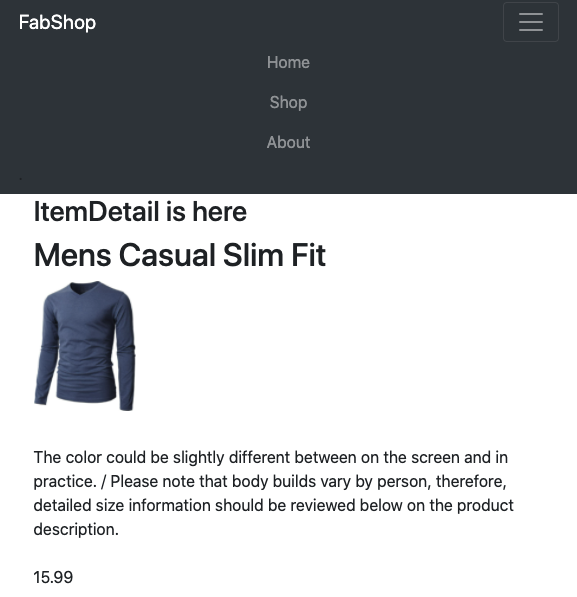 FabShop
Home
Shop
About
ItemDetail is here
Mens Casual Slim Fit
The color could be slightly different between on the screen and in
practice. / Please note that body builds vary by person, therefore,
detailed size information should be reviewed below on the product
description.
15.99